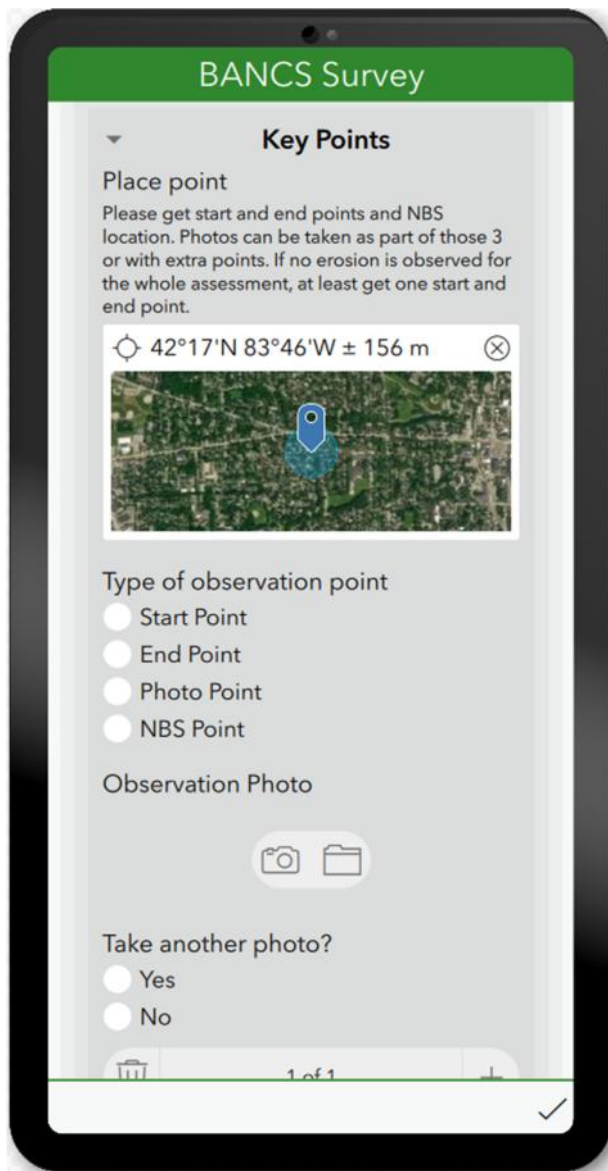 BANCS Survey
Key Points
Place point
Please get start and end points and NBS
location. Photos can be taken as part of those 3
or with extra points. If no erosion is observed for
the whole assessment, at least get one start and
end point.
42°17'N 83°46'W ± 156 m
Type of observation point
Start Point
End Point
Photo Point
NBS Point
Observation Photo
Take another photo?
Yes
No
1 of 1